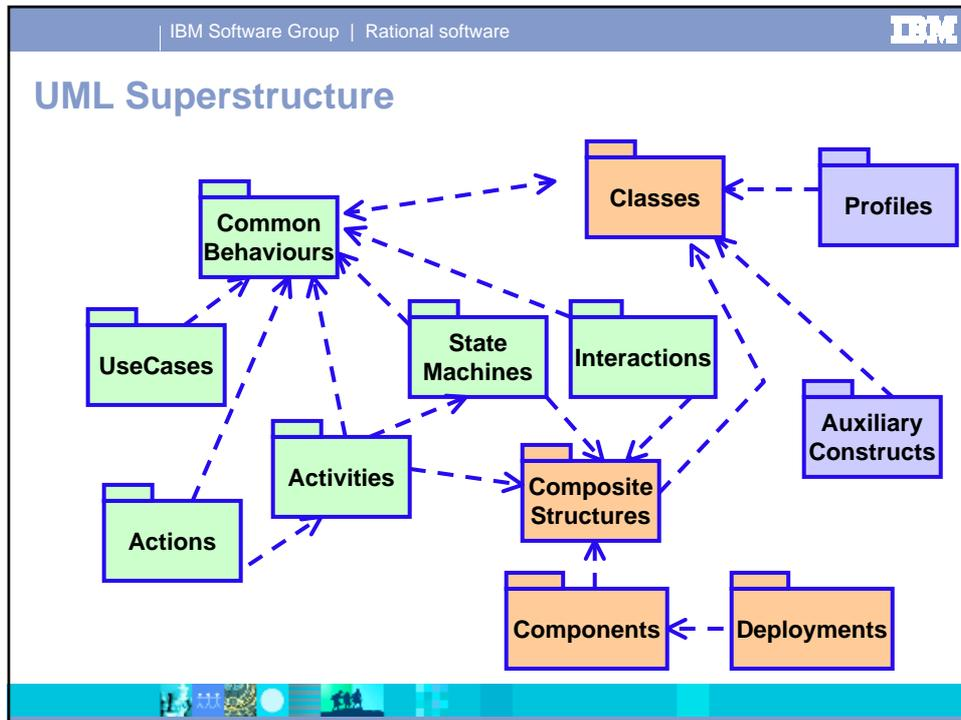 IBM Software Group | Rational software
IBM
UML Superstructure
Classes
Profiles
Common
Behaviours
UseCases
State
Machines
Interactions
Auxiliary
Constructs
Activities
Composite
Structures
Actions
Components
Deployments